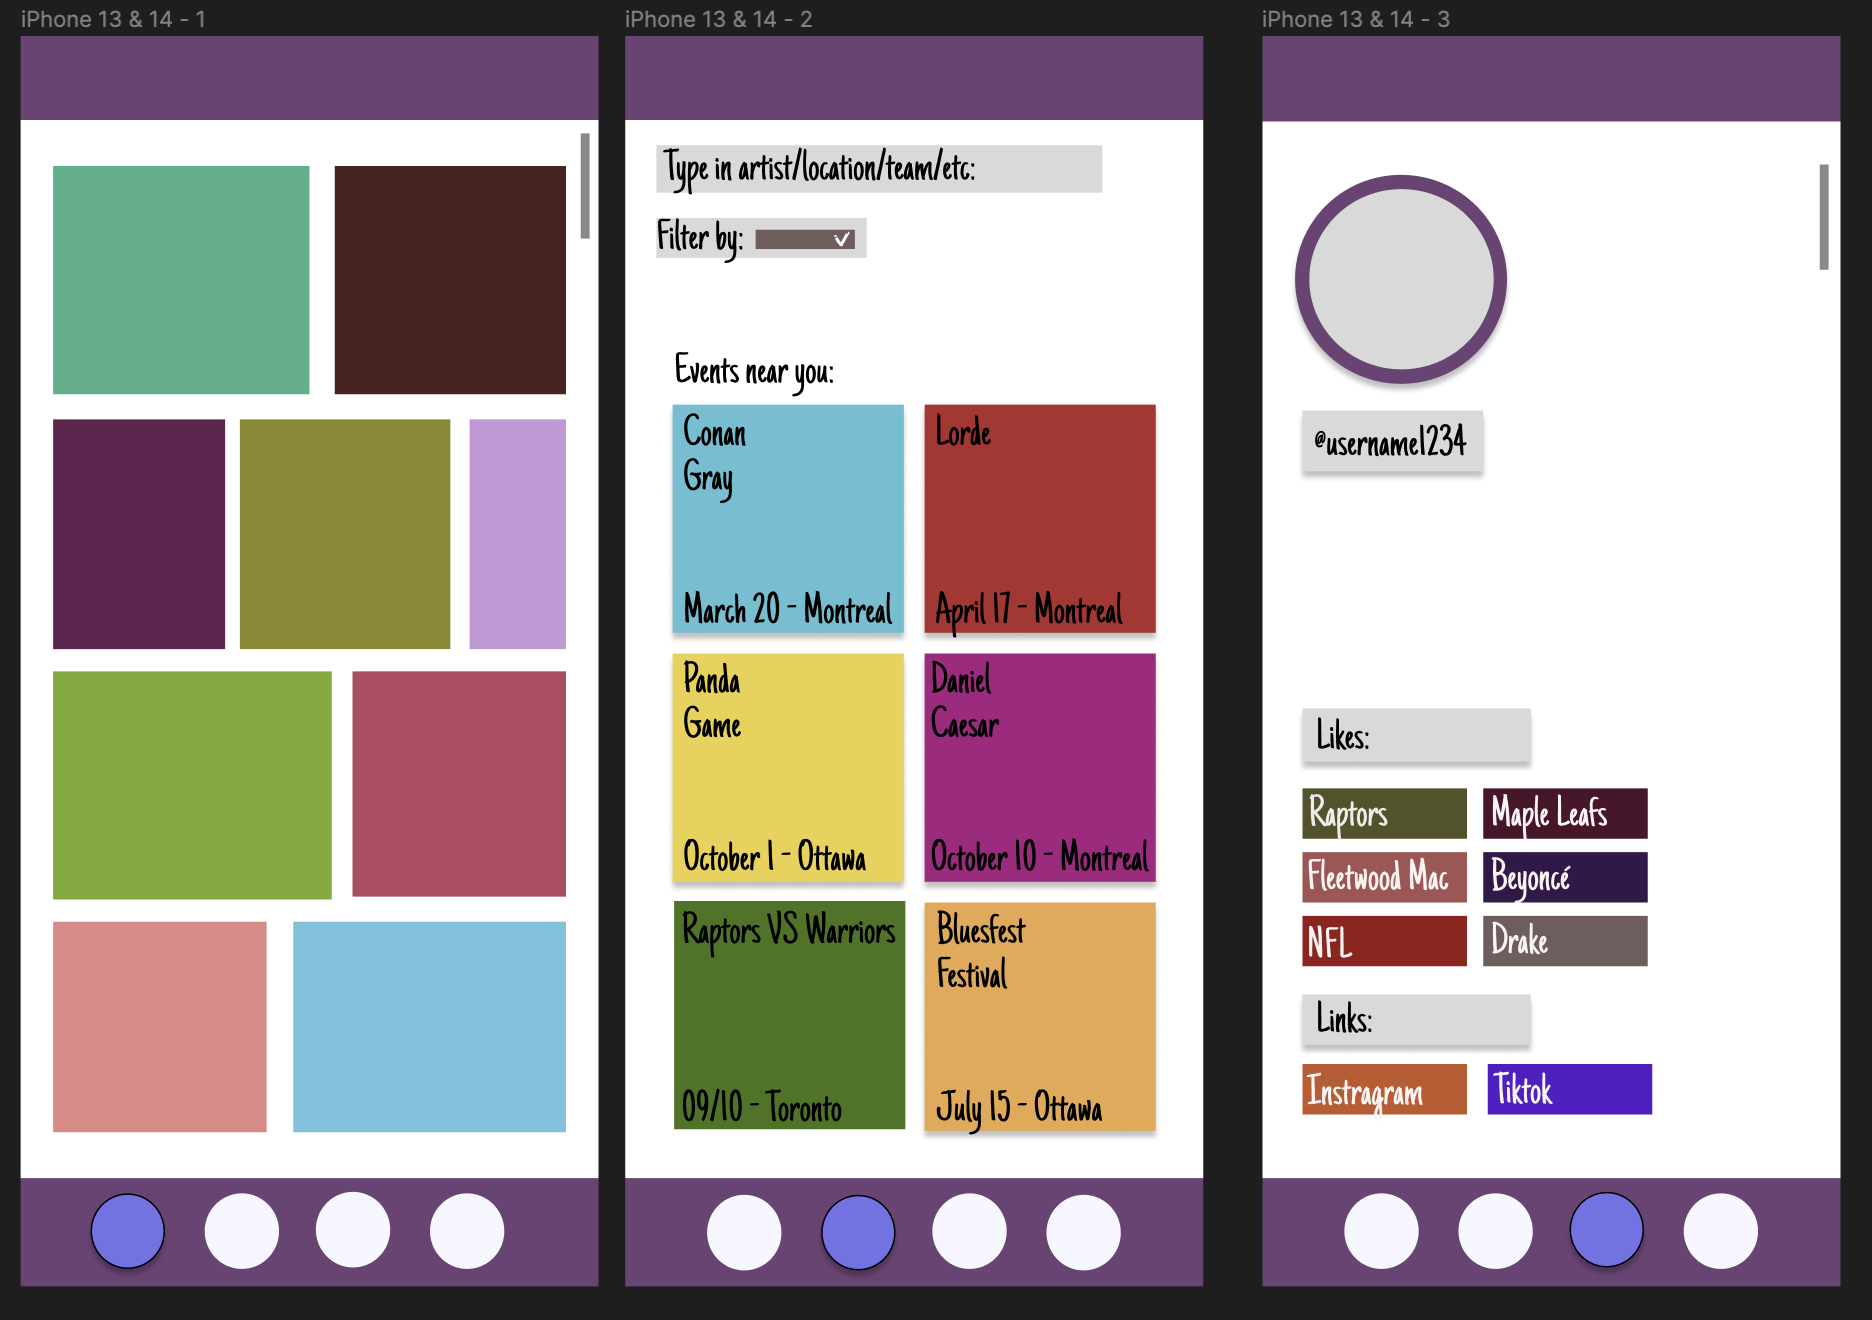 iPhone 13 & 14 - 1
iPhone 13 & 14 - 2
Type in artist/location/team/etc:
Filter by:
Events near you:
Conan
Gray
March 20 - Montreal
Lorde
April 17 - Montreal
Panda
Game
October 1 - Ottawa
Daniel
Caesar
October 10 - Montreal
Raptors VS Warriors
09/10 - Toronto
Bluesfest
Festival
July 15 - Ottawa
iPhone 13 & 14 - 3
@username1234
Likes:
Raptors
Maple Leafs
Fleetwood Mac
Beyoncé
NFL
Drake
Links:
Instragram
Tiktok